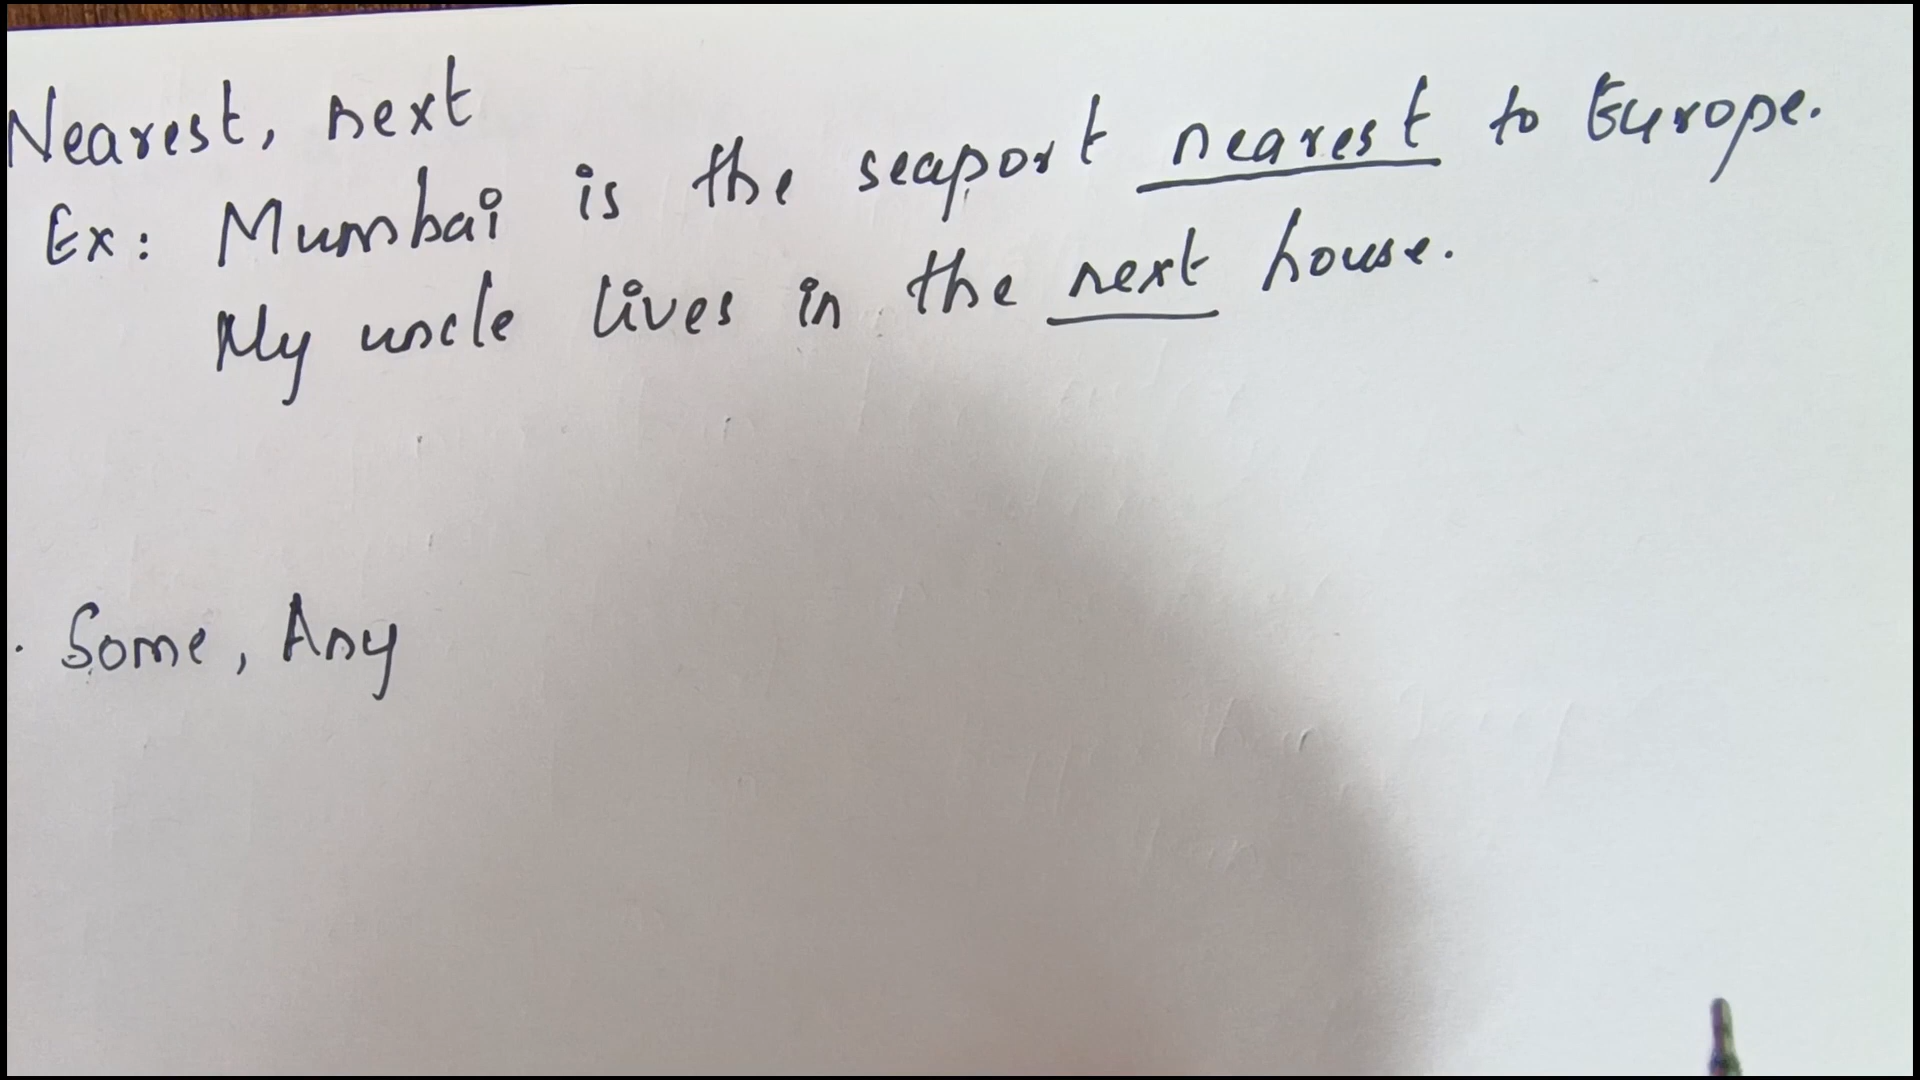 Nearest, next
Ex: Mumbai is the seaport nearest to Europe.
My uncle lives in the next house.
. Some, Any